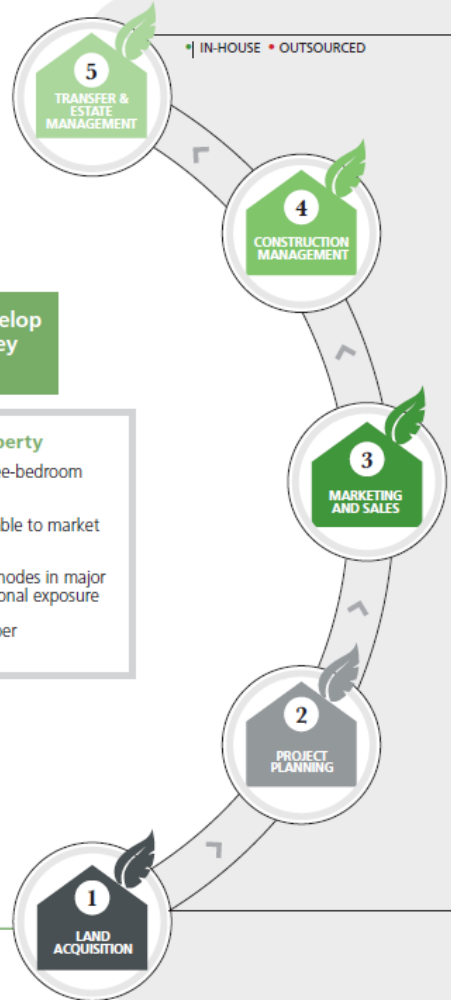 • IN-HOUSE • OUTSOURCED
5
TRANSFER &
ESTATE
MANAGEMENT
4
CONSTRUCTION
MANAGEMENT
elop
ey
3
MARKETING
AND SALES
perty
ee-bedroom
ble to market
nodes in major
onal exposure
per
2
PROJECT
PLANNING
1
LAND
ACQUISITION